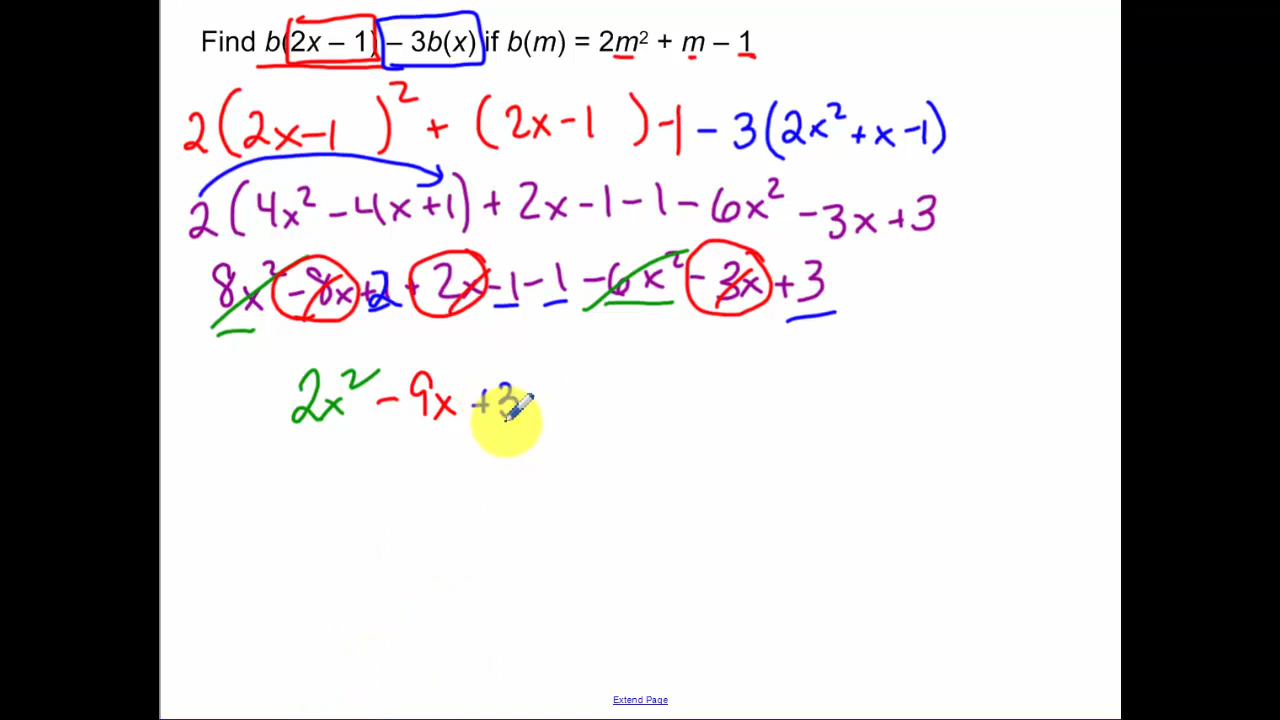 Find b(2x – 1) – 3b(x) if b(m) = 2m² + m – 1
2(2x-1)² + (2x-1) -1 - 3(2x²+x-1)
2(4x²-4x+1) + 2x-1-1-6x²-3x+3
8x²-8x+2+2x-1-1-6x²-3x+3
2x²-9x+3
Extend Page